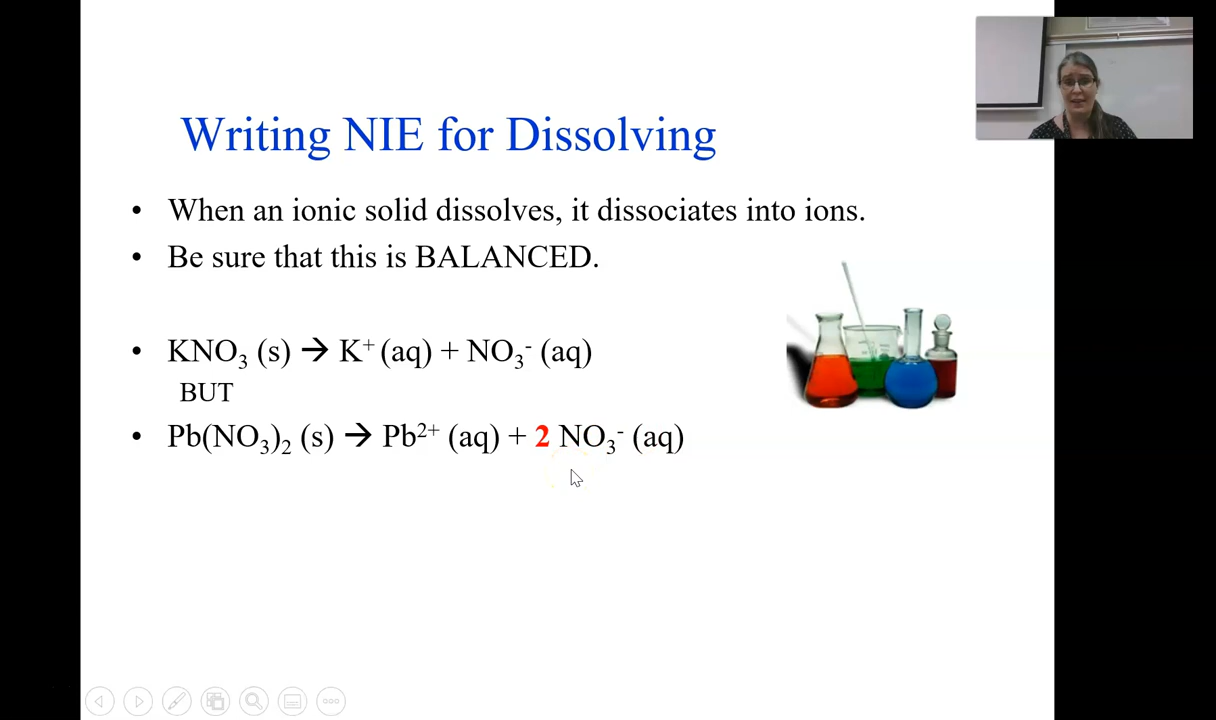 Writing NIE for Dissolving
• When an ionic solid dissolves, it dissociates into ions.
• Be sure that this is BALANCED.
• KNO₃ (s) → K⁺ (aq) + NO₃⁻ (aq)
BUT
• Pb(NO₃)₂ (s) → Pb²⁺ (aq) + 2 NO₃⁻ (aq)